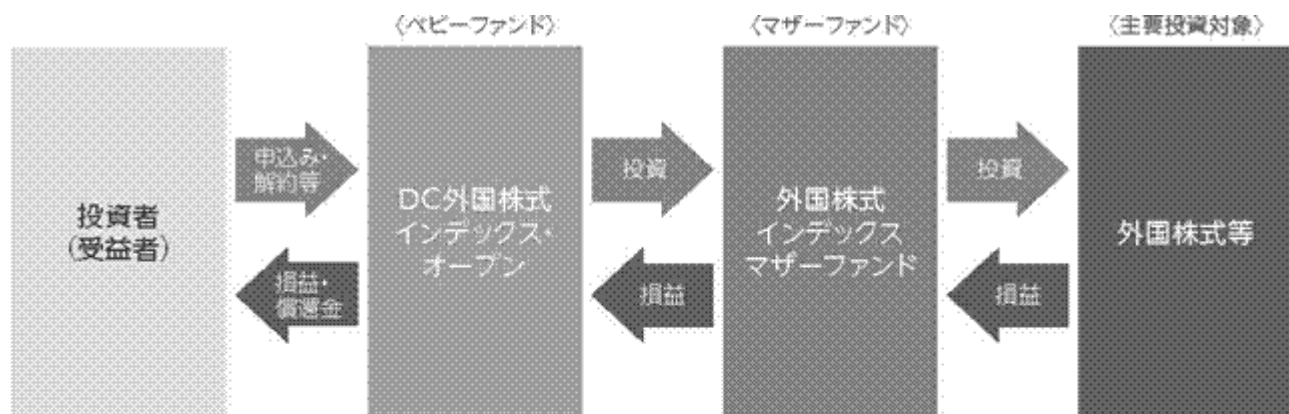 〈ベビーファンド〉
〈マザーファンド〉
〈主要投資対象〉
投資者
(受益者)
申込み・
解約等
損益・
償還金
DC外国株式
インデックス・
オープン
投資
損益
外国株式
インデックス
マザーファンド
投資
損益
外国株式等